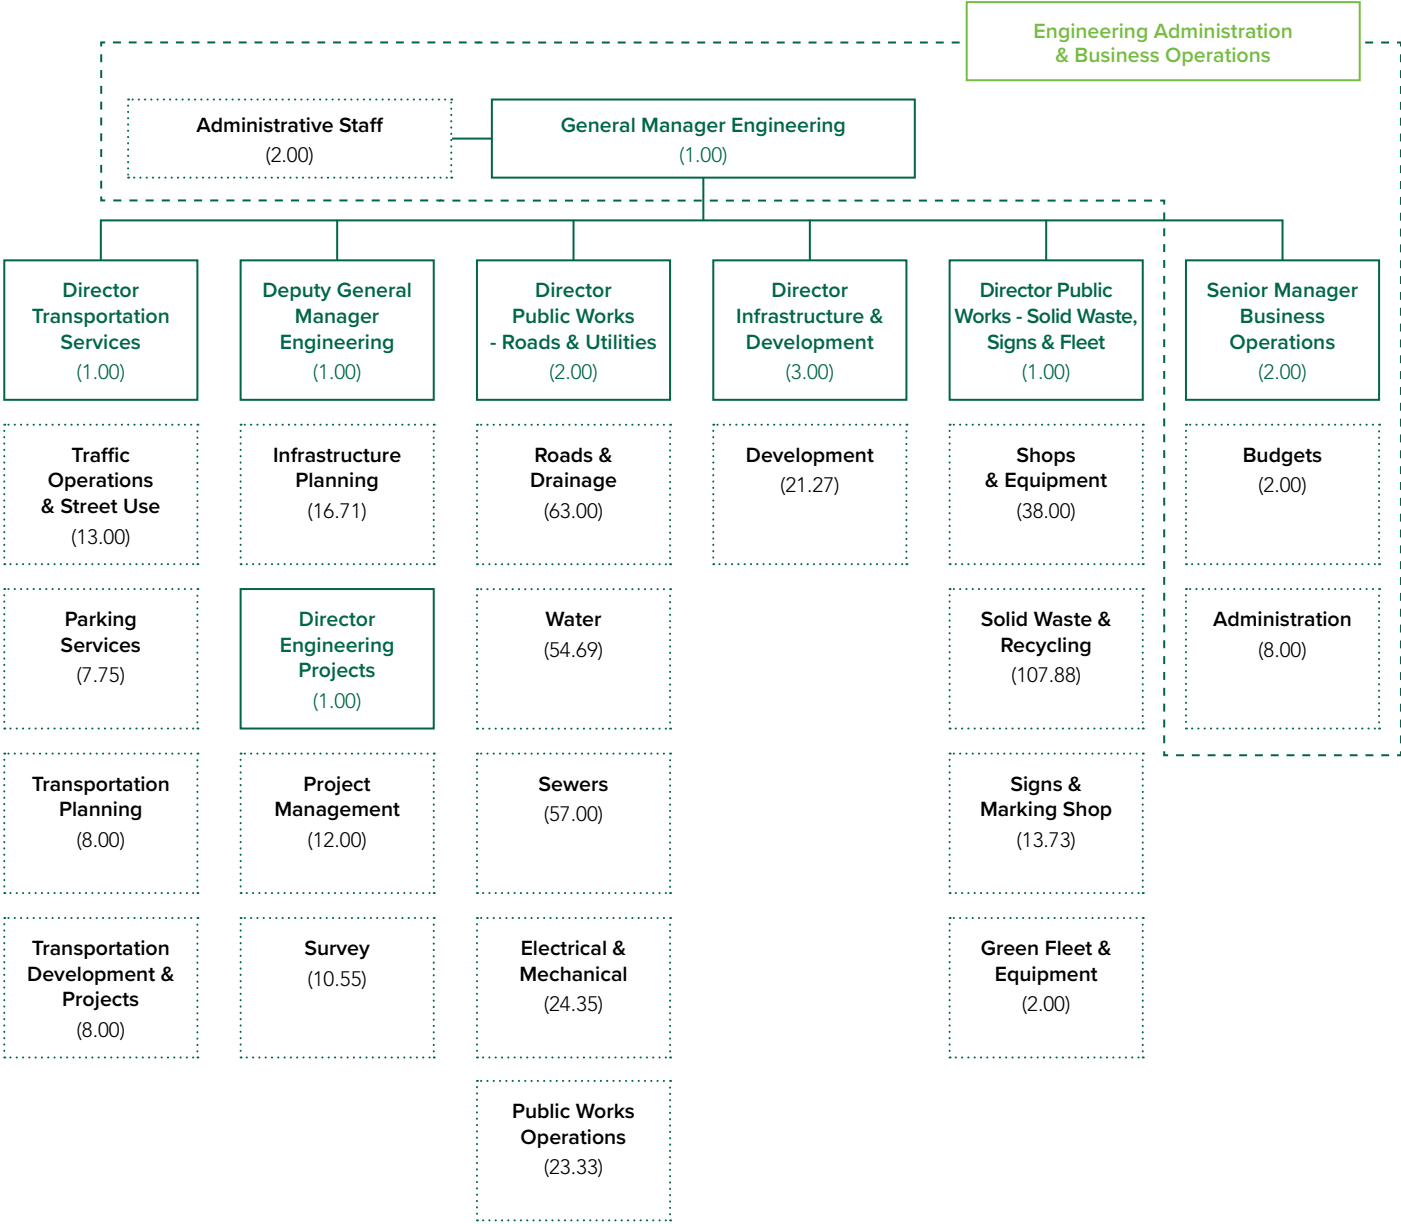 Engineering Administration
& Business Operations
Administrative Staff
(2.00)
General Manager Engineering
(1.00)
Director
Transportation
Services
(1.00)
Deputy General
Manager
Engineering
(1.00)
Director
Public Works
- Roads & Utilities
(2.00)
Director
Infrastructure &
Development
(3.00)
Director Public
Works - Solid Waste,
Signs & Fleet
(1.00)
Senior Manager
Business
Operations
(2.00)
Traffic
Operations
& Street Use
(13.00)
Infrastructure
Planning
(16.71)
Roads &
Drainage
(63.00)
Development
(21.27)
Shops
& Equipment
(38.00)
Budgets
(2.00)
Parking
Services
(7.75)
Director
Engineering
Projects
(1.00)
Water
(54.69)
Solid Waste &
Recycling
(107.88)
Administration
(8.00)
Transportation
Planning
(8.00)
Project
Management
(12.00)
Sewers
(57.00)
Signs &
Marking Shop
(13.73)
Transportation
Development &
Projects
(8.00)
Survey
(10.55)
Electrical &
Mechanical
(24.35)
Green Fleet &
Equipment
(2.00)
Public Works
Operations
(23.33)